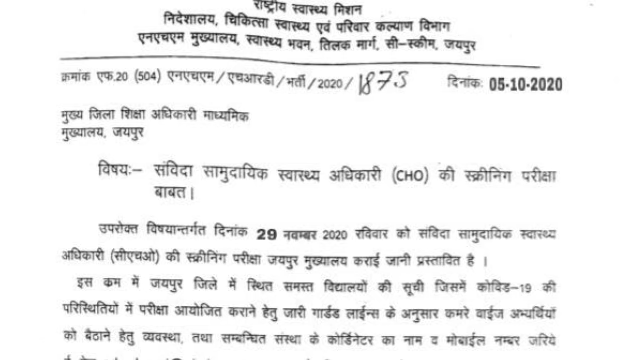 राष्ट्रीय स्वास्थ्य मिशन
निदेशालय, चिकित्सा स्वास्थ्य एवं परिवार कल्याण विभाग
एनएचएम मुख्यालय, स्वास्थ्य भवन, तिलक मार्ग, सी-स्कीम, जयपुर
क्रमांक एफ.20 (504) एनएचएम/एचआरडी/भर्ती/2020/1873 दिनांक: 05-10-2020
मुख्य जिला शिक्षा अधिकारी माध्यमिक
मुख्यालय, जयपुर
विषय:- संविदा सामुदायिक स्वास्थ्य अधिकारी (CHO) की स्क्रीनिंग परीक्षा
बाबत।
उपरोक्त विषयान्तर्गत दिनांक 29 नवम्बर 2020 रविवार को संविदा सामुदायिक स्वास्थ्य
अधिकारी (सीएचओ) की स्क्रीनिंग परीक्षा जयपुर मुख्यालय कराई जानी प्रस्तावित है।
इस क्रम में जयपुर जिले में स्थित समस्त विद्यालयों की सूची जिसमें कोविड-19 की
परिस्थितियों में परीक्षा आयोजित कराने हेतु जारी गार्डड लाईन्स के अनुसार कमरे वाईज अभ्यर्थियों
को बैठाने हेतु व्यवस्था, तथा सम्बन्धित संस्था के कोर्डिनेटर का नाम व मोबाईल नम्बर जरिये